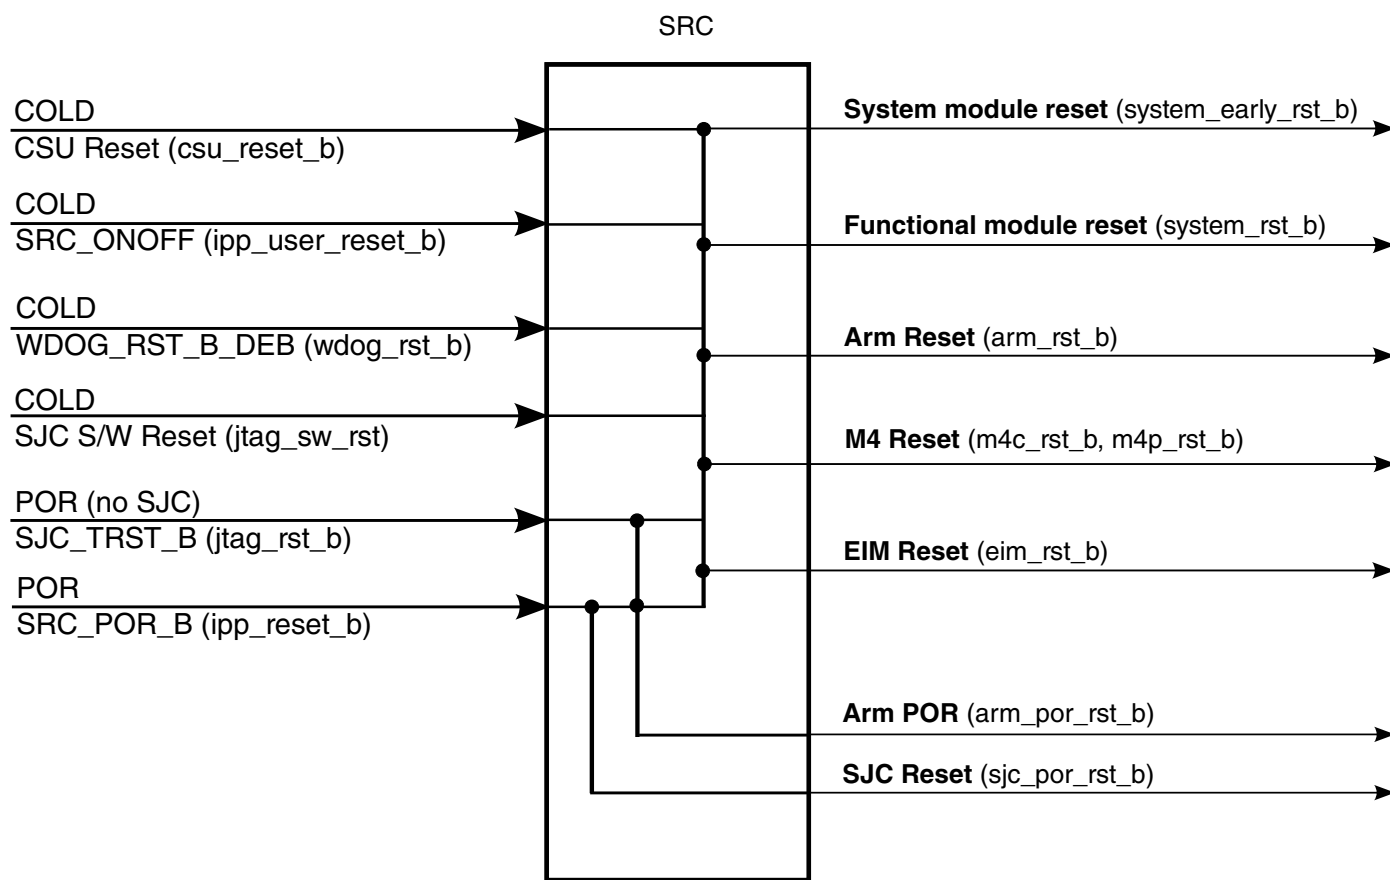 SRC
COLD
CSU Reset (csu_reset_b)
COLD
SRC_ONOFF (ipp_user_reset_b)
COLD
WDOG_RST_B_DEB (wdog_rst_b)
COLD
SJC S/W Reset (jtag_sw_rst)
POR (no SJC)
SJC_TRST_B (jtag_rst_b)
POR
SRC_POR_B (ipp_reset_b)
System module reset (system_early_rst_b)
Functional module reset (system_rst_b)
Arm Reset (arm_rst_b)
M4 Reset (m4c_rst_b, m4p_rst_b)
EIM Reset (eim_rst_b)
Arm POR (arm_por_rst_b)
SJC Reset (sjc_por_rst_b)